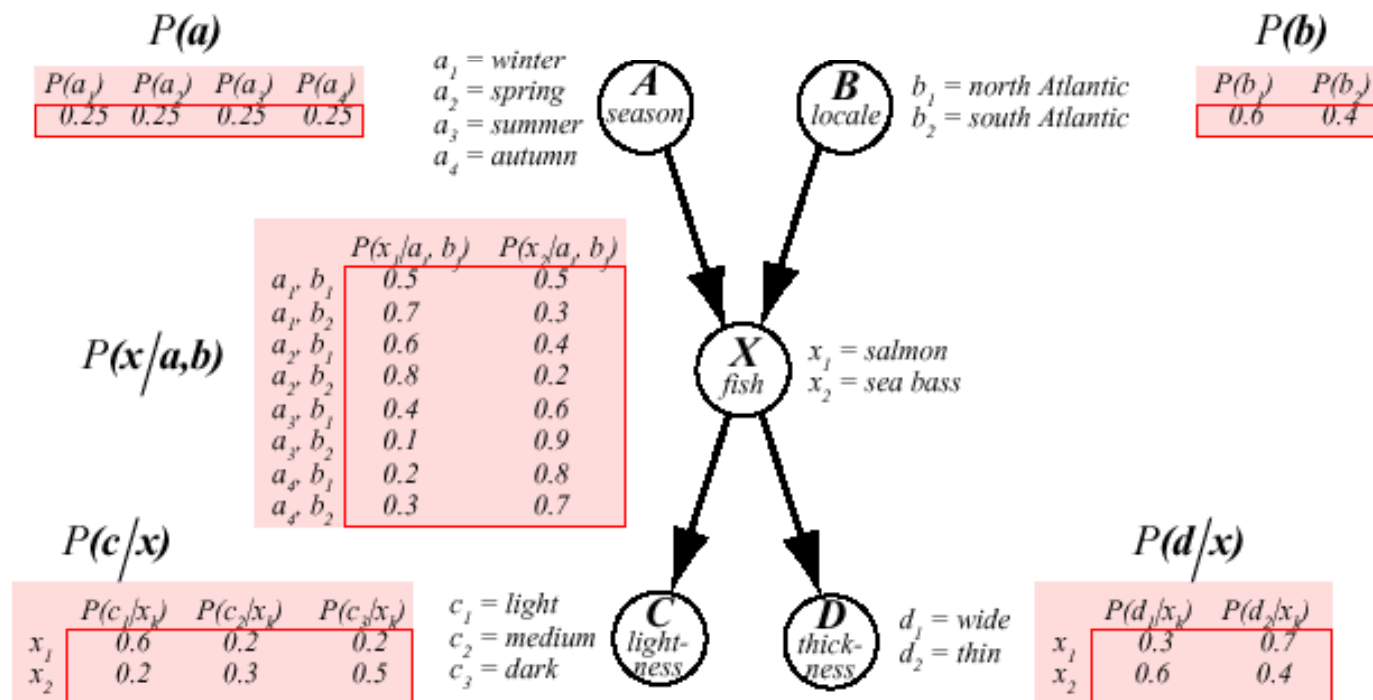 P(a)
P(a₁) P(a₂) P(a₃) P(a₄)
0.25 0.25 0.25 0.25
a₁ = winter
a₂ = spring
a₃ = summer
a₄ = autumn
A
season
B
locale
b₁ = north Atlantic
b₂ = south Atlantic
P(b)
P(b₁) P(b₂)
0.6 0.4
P(x|a,b)
P(x₁|aᵢ, bⱼ) P(x₂|aᵢ, bⱼ)
a₁, b₁ 0.5 0.5
a₁, b₂ 0.7 0.3
a₂, b₁ 0.6 0.4
a₂, b₂ 0.8 0.2
a₃, b₁ 0.4 0.6
a₃, b₂ 0.1 0.9
a₄, b₁ 0.2 0.8
a₄, b₂ 0.3 0.7
X
fish
x₁ = salmon
x₂ = sea bass
P(c|x)
P(c₁|xₖ) P(c₂|xₖ) P(c₃|xₖ)
x₁ 0.6 0.2 0.2
x₂ 0.2 0.3 0.5
c₁ = light
c₂ = medium
c₃ = dark
C
light-
ness
D
thick-
ness
d₁ = wide
d₂ = thin
P(d|x)
P(d₁|xₖ) P(d₂|xₖ)
x₁ 0.3 0.7
x₂ 0.6 0.4